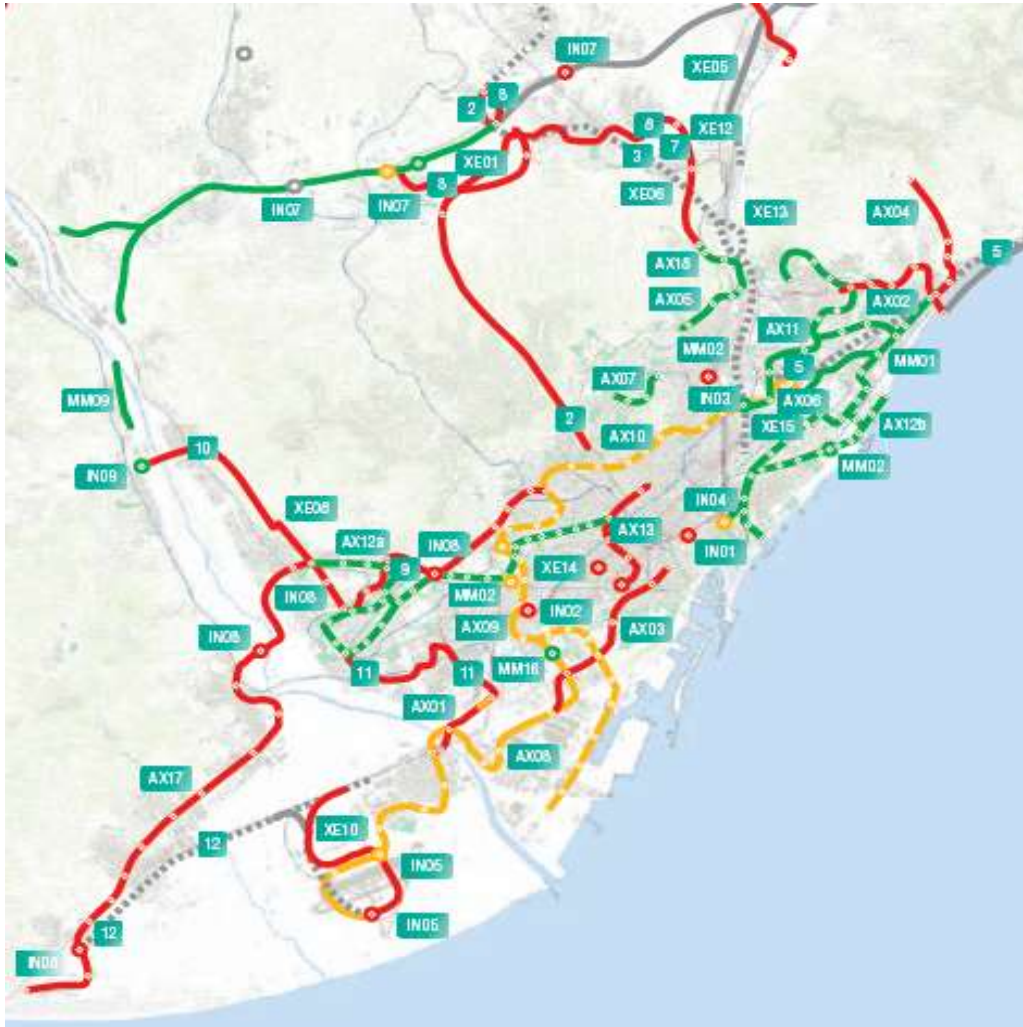 IN07
XE05
8
2
8
XE12
7
3
XE01
8
XE06
IN07
IN07
XE13
AX04
5
AX18
AX05
AX02
AX11
MM02
MM01
5
AX07
IN03
AX06
MM09
2
AX10
XE15
AX12b
10
MM02
IN09
IN04
XE08
AX13
AX12a
IN08
IN01
9
XE14
IN08
MM02
IN02
AX09
AX03
IN08
MM16
11
11
AX01
AX08
AX17
XE10
12
IN05
IN05
12
IN08